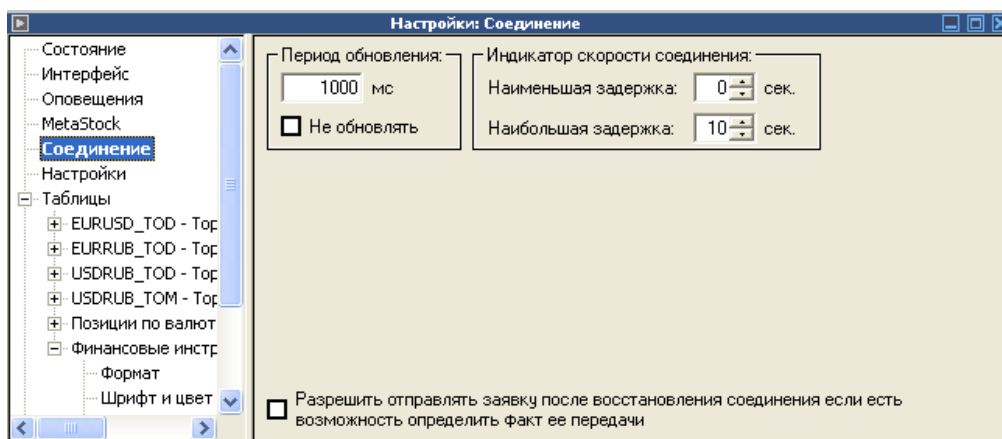 Настройки: Соединение
Состояние
Интерфейс
Оповещения
MetaStock
Соединение
Настройки
Таблицы
EURUSD_TOD - Тор
EURRUB_TOD - Тор
USDRUB_TOD - Тор
USDRUB_TOM - Тор
Позиции по валют
Финансовые инстр
Формат
Шрифт и цвет
Период обновления:
1000 мс
Не обновлять
Индикатор скорости соединения:
Наименьшая задержка: 0 сек.
Наибольшая задержка: 10 сек.
Разрешить отправлять заявку после восстановления соединения если есть
возможность определить факт ее передачи